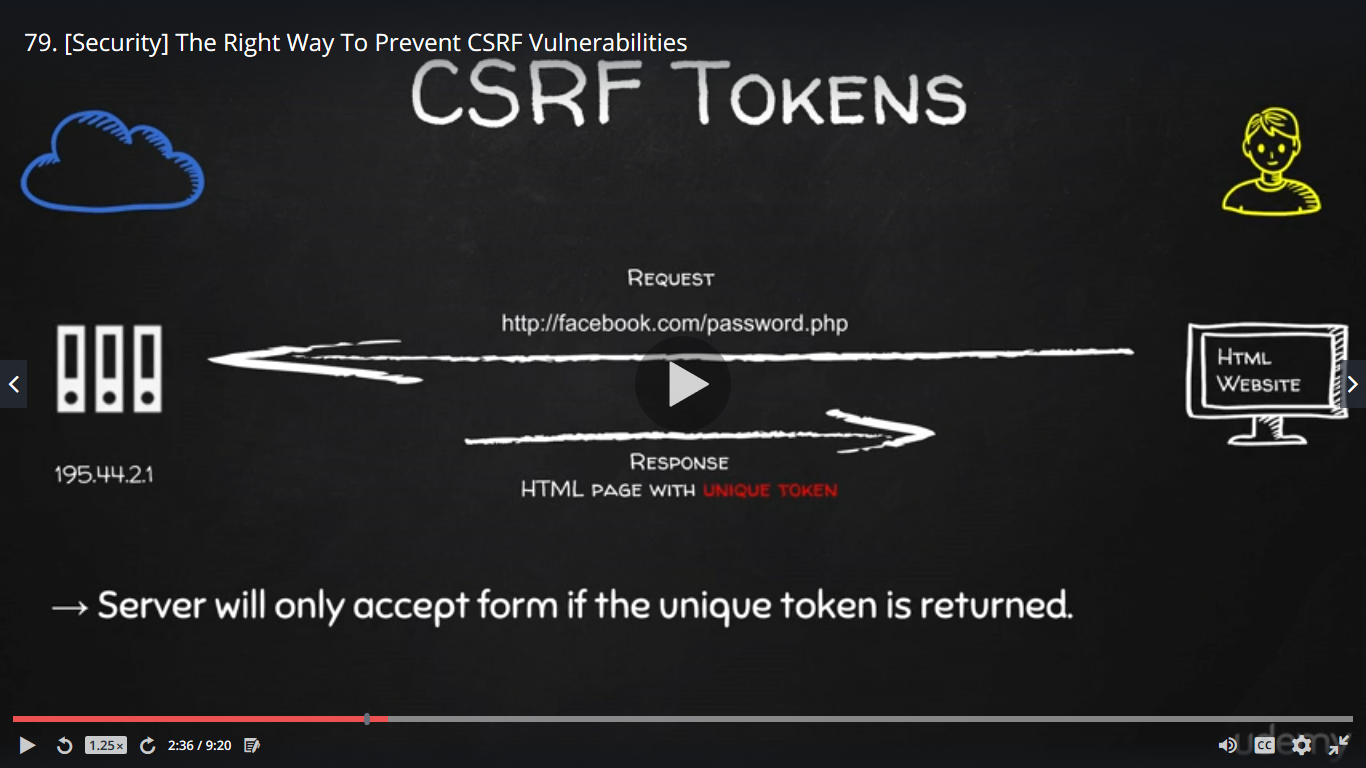 79. [Security] The Right Way To Prevent CSRF Vulnerabilities
CSRF TOKENS
REQUEST
http://facebook.com/password.php
HTML
WEBSITE
RESPONSE
HTML PAGE WITH UNIQUE TOKEN
195.44.2.1
→ Server will only accept form if the unique token is returned.
1.25x
2:36 / 9:20
CC
udemy